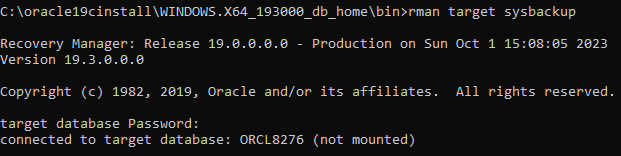 C:\oracle19cinstall\WINDOWS.X64_193000_db_home\bin>rman target sysbackup
Recovery Manager: Release 19.0.0.0.0 - Production on Sun Oct 1 15:08:05 2023
Version 19.3.0.0.0
Copyright (c) 1982, 2019, Oracle and/or its affiliates.  All rights reserved.
target database Password:
connected to target database: ORCL8276 (not mounted)